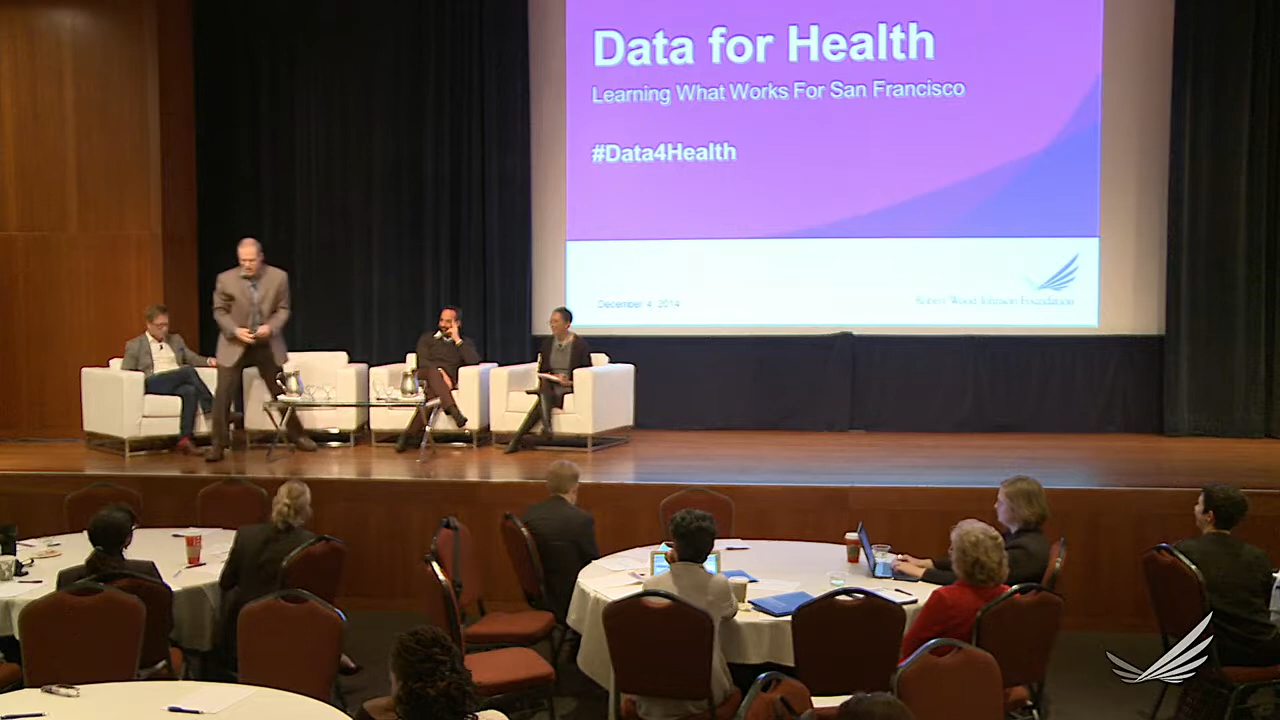 Data for Health
Learning What Works For San Francisco
#Data4Health
December 4, 2014
Robert Wood Johnson Foundation